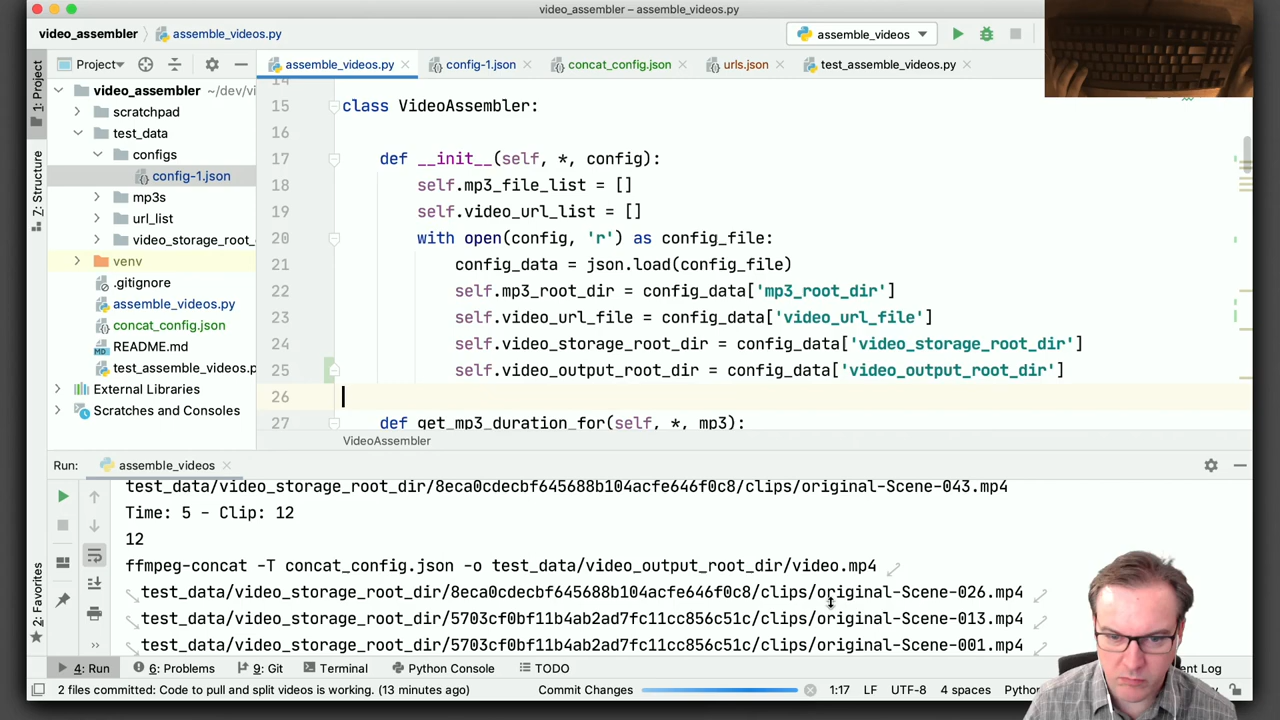 video_assembler – assemble_videos.py
video_assembler
assemble_videos.py
assemble_videos
1: Project
Z: Structure
2: Favorites
Project
assemble_videos.py
config-1.json
concat_config.json
urls.json
test_assemble_videos.py
video_assembler ~/dev/vi
scratchpad
test_data
configs
config-1.json
mp3s
url_list
video_storage_root_
venv
.gitignore
assemble_videos.py
concat_config.json
README.md
test_assemble_videos.p
External Libraries
Scratches and Consoles
14
15 class VideoAssembler:
16
17 def __init__(self, *, config):
18 self.mp3_file_list = []
19 self.video_url_list = []
20 with open(config, 'r') as config_file:
21 config_data = json.load(config_file)
22 self.mp3_root_dir = config_data['mp3_root_dir']
23 self.video_url_file = config_data['video_url_file']
24 self.video_storage_root_dir = config_data['video_storage_root_dir']
25 self.video_output_root_dir = config_data['video_output_root_dir']
26
27 def get_mp3_duration_for(self, *, mp3):
VideoAssembler
Run: assemble_videos
test_data/video_storage_root_dir/8eca0cdecbf645688b104acfe646f0c8/clips/original-Scene-043.mp4
Time: 5 - Clip: 12
12
ffmpeg-concat -T concat_config.json -o test_data/video_output_root_dir/video.mp4
test_data/video_storage_root_dir/8eca0cdecbf645688b104acfe646f0c8/clips/original-Scene-026.mp4
test_data/video_storage_root_dir/5703cf0bf11b4ab2ad7fc11cc856c51c/clips/original-Scene-013.mp4
test_data/video_storage_root_dir/5703cf0bf11b4ab2ad7fc11cc856c51c/clips/original-Scene-001.mp4
4: Run 6: Problems 9: Git Terminal Python Console TODO nt Log
2 files committed: Code to pull and split videos is working. (13 minutes ago) Commit Changes 1:17 LF UTF-8 4 spaces Pytho